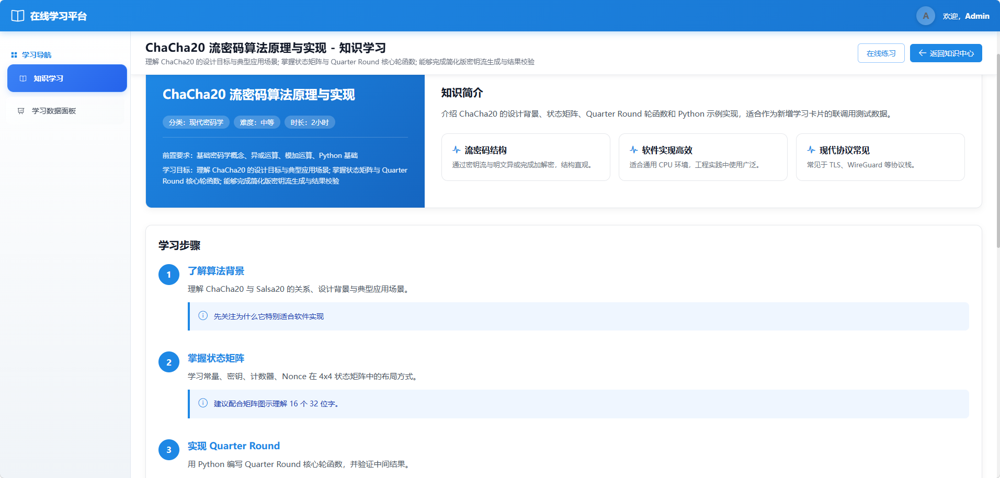 在线学习平台
A
欢迎，Admin
学习导航
知识学习
学习数据面板
ChaCha20 流密码算法原理与实现 - 知识学习
理解 ChaCha20 的设计目标与典型应用场景; 掌握状态矩阵与 Quarter Round 核心轮函数; 能够完成简化版密钥流生成与结果校验
在线练习
返回知识中心
ChaCha20 流密码算法原理与实现
分类：现代密码学
难度：中等
时长：2小时
前置要求：基础密码学概念、异或运算、模加运算、Python 基础
学习目标：理解 ChaCha20 的设计目标与典型应用场景; 掌握状态矩阵与 Quarter
Round 核心轮函数; 能够完成简化版密钥流生成与结果校验
知识简介
介绍 ChaCha20 的设计背景、状态矩阵、Quarter Round 轮函数和 Python 示例实现，适合作为新增学习卡片的联调用测试数据。
流密码结构
通过密钥流与明文异或完成加解密，结构直观。
软件实现高效
适合通用 CPU 环境，工程实践中使用广泛。
现代协议常见
常见于 TLS、WireGuard 等协议栈。
学习步骤
1
了解算法背景
理解 ChaCha20 与 Salsa20 的关系、设计背景与典型应用场景。
先关注为什么它特别适合软件实现
2
掌握状态矩阵
学习常量、密钥、计数器、Nonce 在 4x4 状态矩阵中的布局方式。
建议配合矩阵图示理解 16 个 32 位字。
3
实现 Quarter Round
用 Python 编写 Quarter Round 核心轮函数，并验证中间结果。